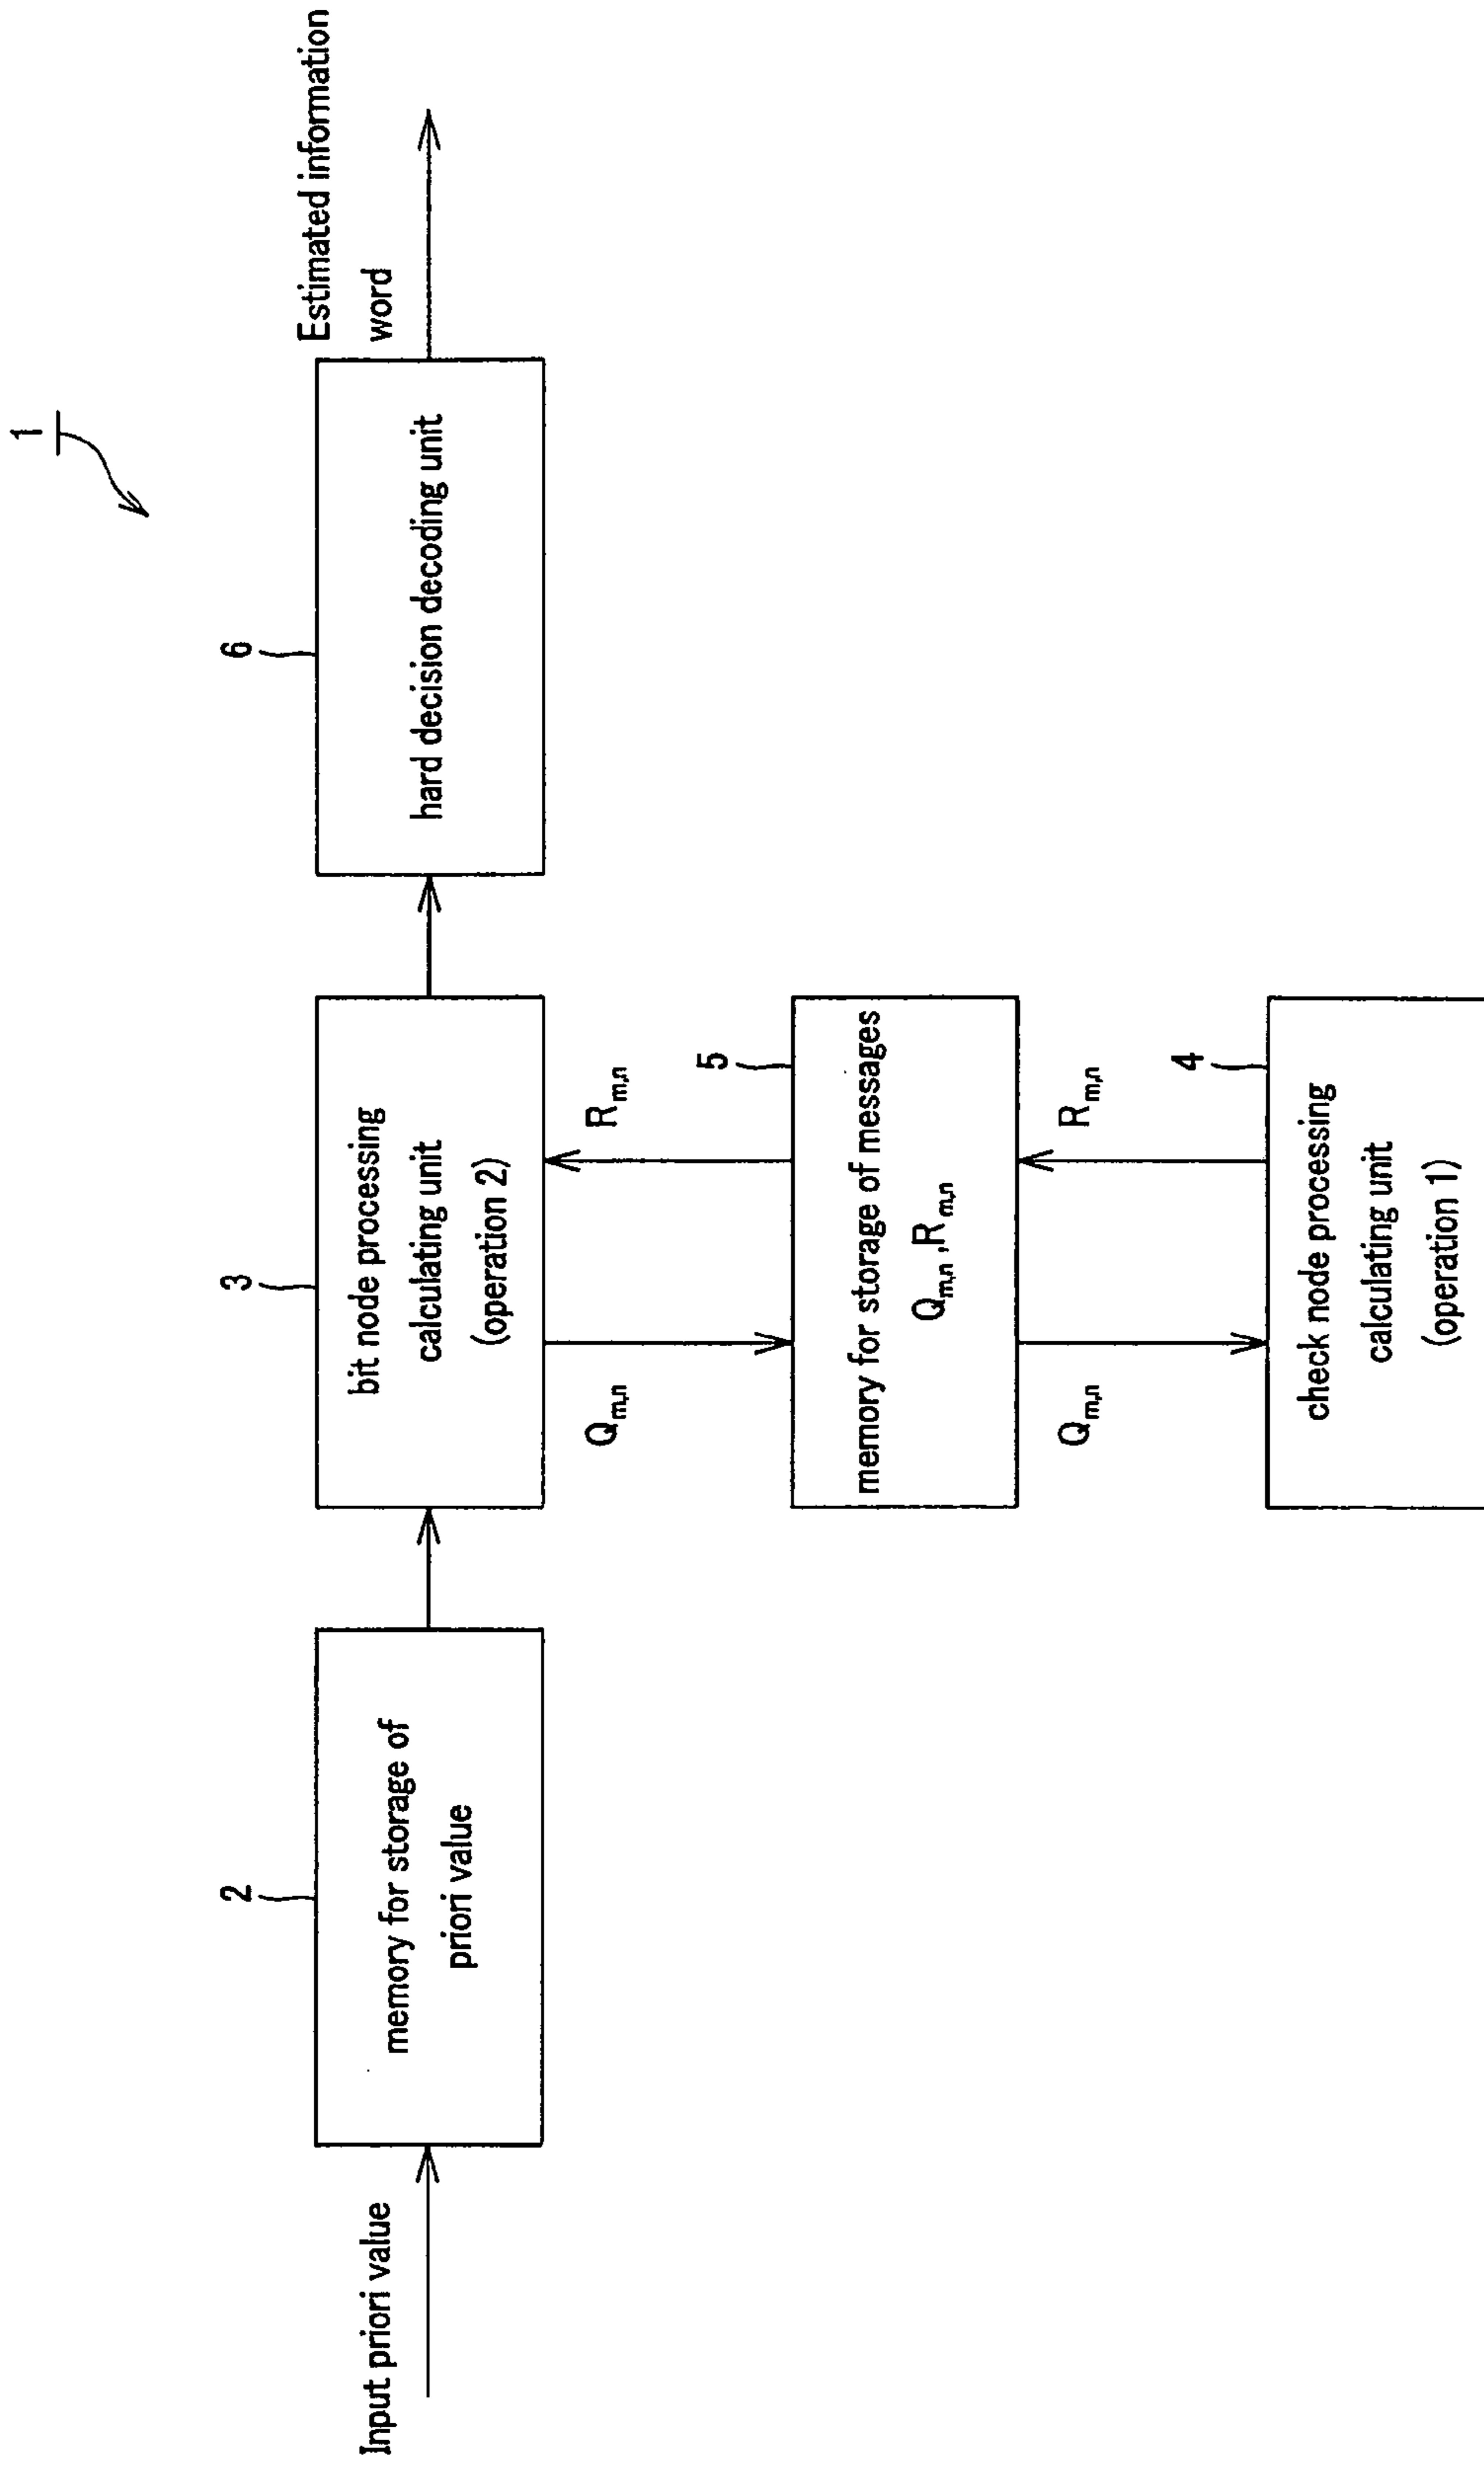 1
Input priori value
2
memory for storage of
priori value
3
bit node processing
calculating unit
(operation 2)
6
hard decision decoding unit
Estimated information
word
Qm,n
Rm,n
5
memory for storage of messages
Qm,n ,Rm,n
Qm,n
Rm,n
4
check node processing
calculating unit
(operation 1)